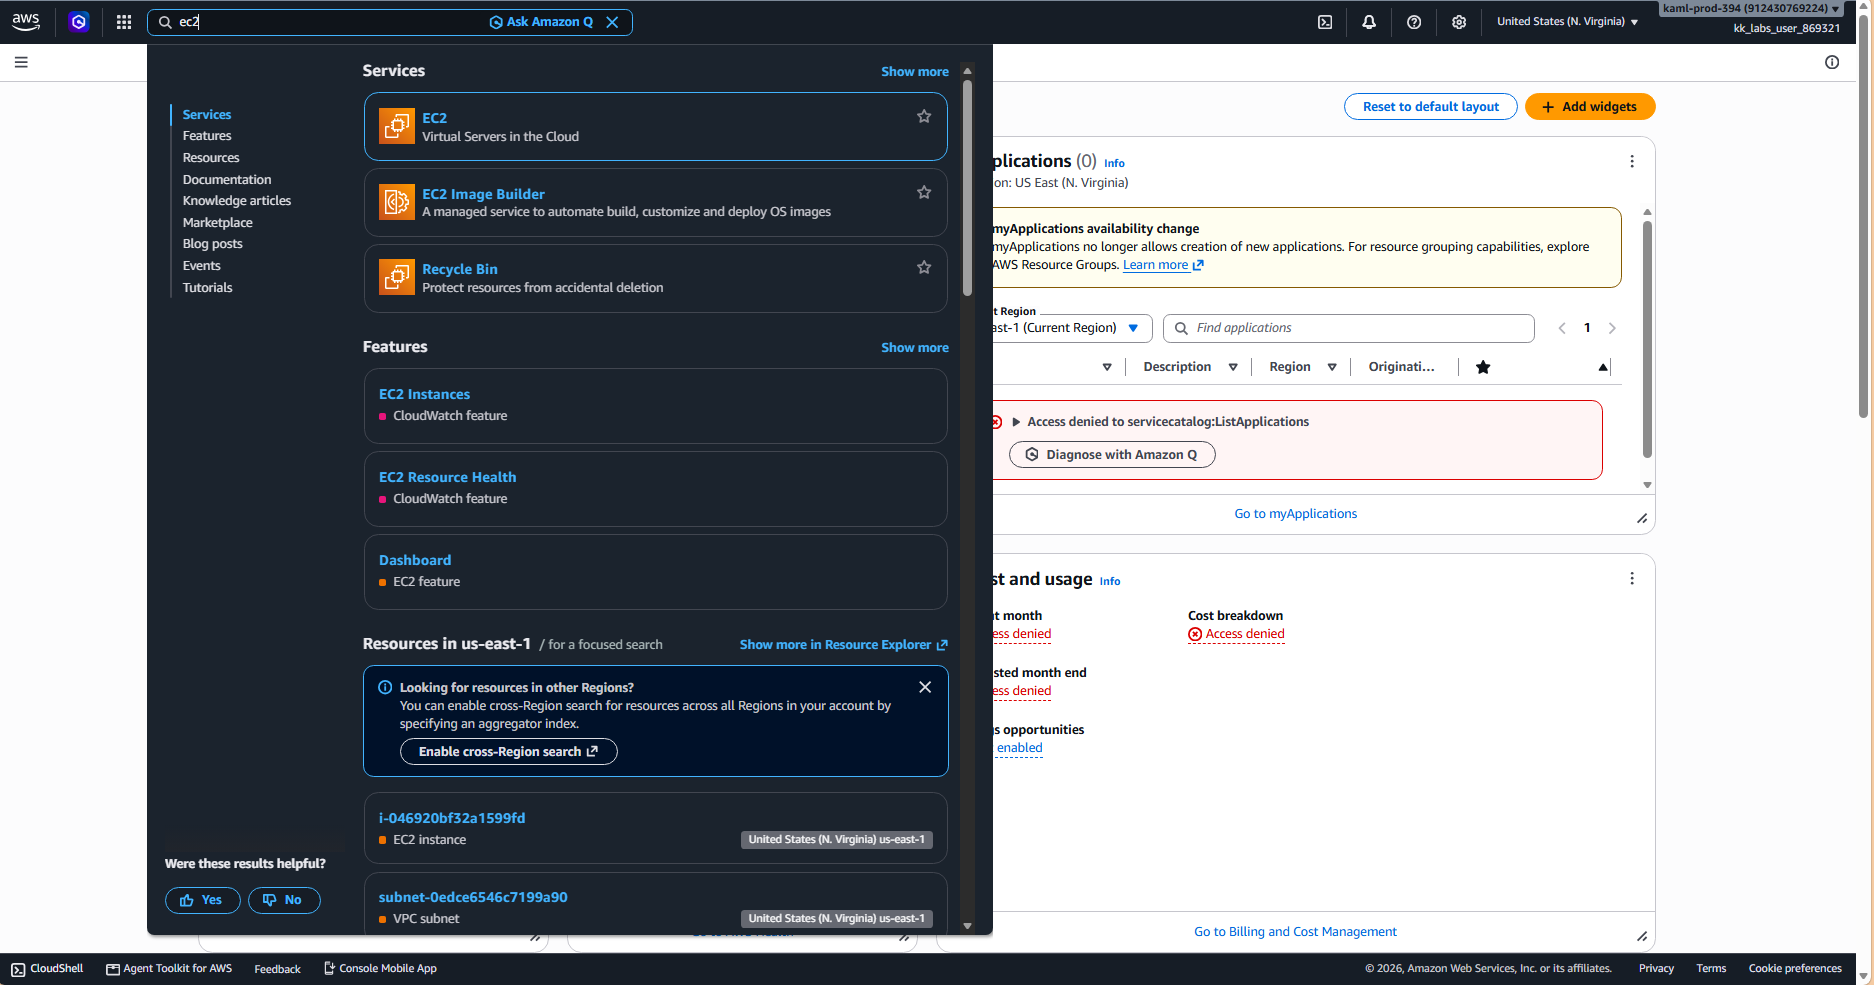 aws
ec2
Ask Amazon Q
United States (N. Virginia)
kaml-prod-394 (912430769224)
kk_labs_user_869321
Services
Features
Resources
Documentation
Knowledge articles
Marketplace
Blog posts
Events
Tutorials
Were these results helpful?
Yes
No
Services
Show more
EC2
Virtual Servers in the Cloud
EC2 Image Builder
A managed service to automate build, customize and deploy OS images
Recycle Bin
Protect resources from accidental deletion
Features
Show more
EC2 Instances
CloudWatch feature
EC2 Resource Health
CloudWatch feature
Dashboard
EC2 feature
Resources in us-east-1 / for a focused search
Show more in Resource Explorer
Looking for resources in other Regions?
You can enable cross-Region search for resources across all Regions in your account by
specifying an aggregator index.
Enable cross-Region search
i-046920bf32a1599fd
EC2 instance
United States (N. Virginia) us-east-1
subnet-0edce6546c7199a90
VPC subnet
United States (N. Virginia) us-east-1
Reset to default layout
Add widgets
plications (0) Info
on: US East (N. Virginia)
myApplications availability change
myApplications no longer allows creation of new applications. For resource grouping capabilities, explore
AWS Resource Groups. Learn more
t Region
ast-1 (Current Region)
Find applications
1
Description
Region
Originati...
Access denied to servicecatalog:ListApplications
Diagnose with Amazon Q
Go to myApplications
st and usage Info
t month
ess denied
Cost breakdown
Access denied
sted month end
ess denied
s opportunities
enabled
Go to Billing and Cost Management
CloudShell
Agent Toolkit for AWS
Feedback
Console Mobile App
© 2026, Amazon Web Services, Inc. or its affiliates.
Privacy
Terms
Cookie preferences